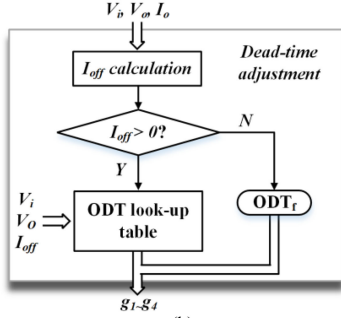 Vi, Vo, Io
Dead-time
adjustment
Ioff calculation
Ioff > 0?
N
Y
Vi
VO
Ioff
ODT look-up
table
ODTf
g1~g4